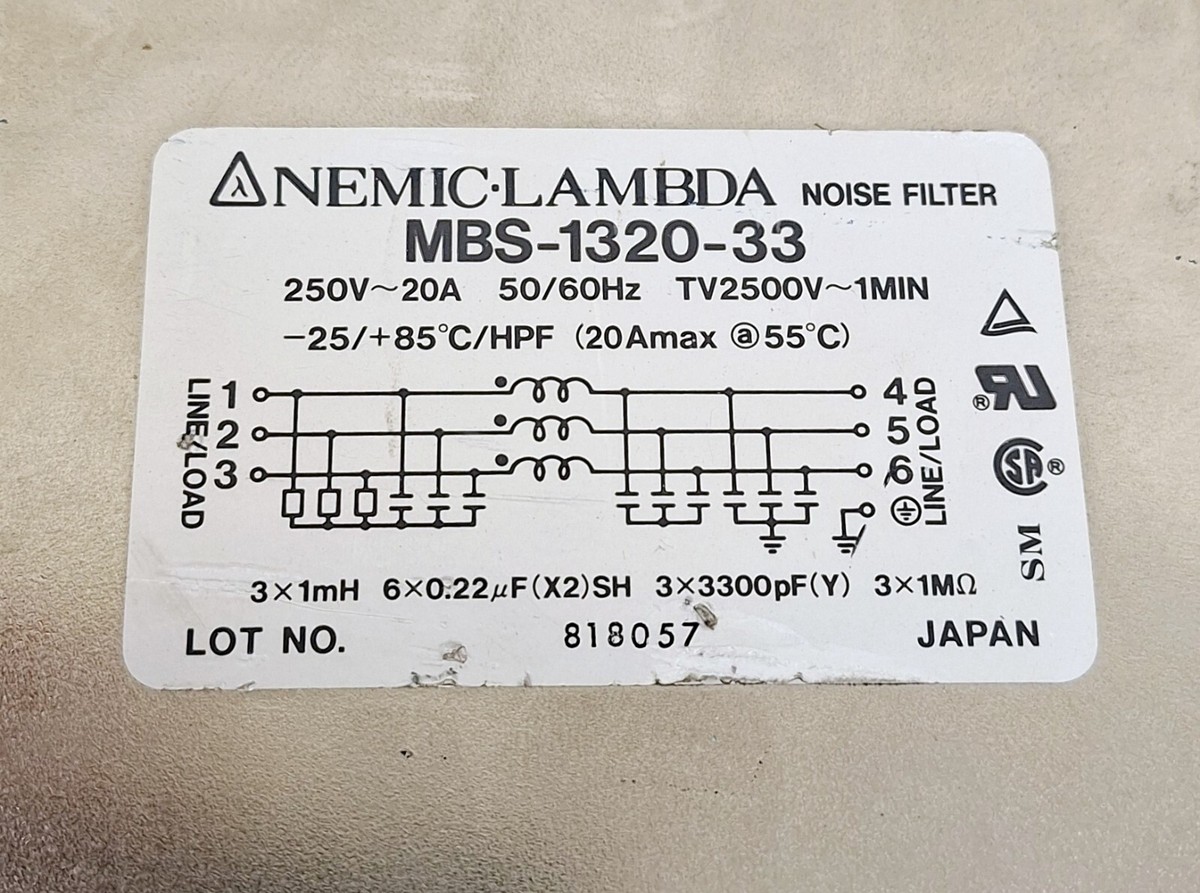 NEMIC·LAMBDA NOISE FILTER
MBS-1320-33
250V~20A 50/60Hz TV2500V~1MIN
-25/+85°C/HPF (20Amax @55°C)
LINE/LOAD
1
2
3
4
5
6
LINE/LOAD
UR®
SA®
SM
3×1mH 6×0.22μF(X2)SH 3×3300pF(Y) 3×1MΩ
LOT NO. 818057 JAPAN